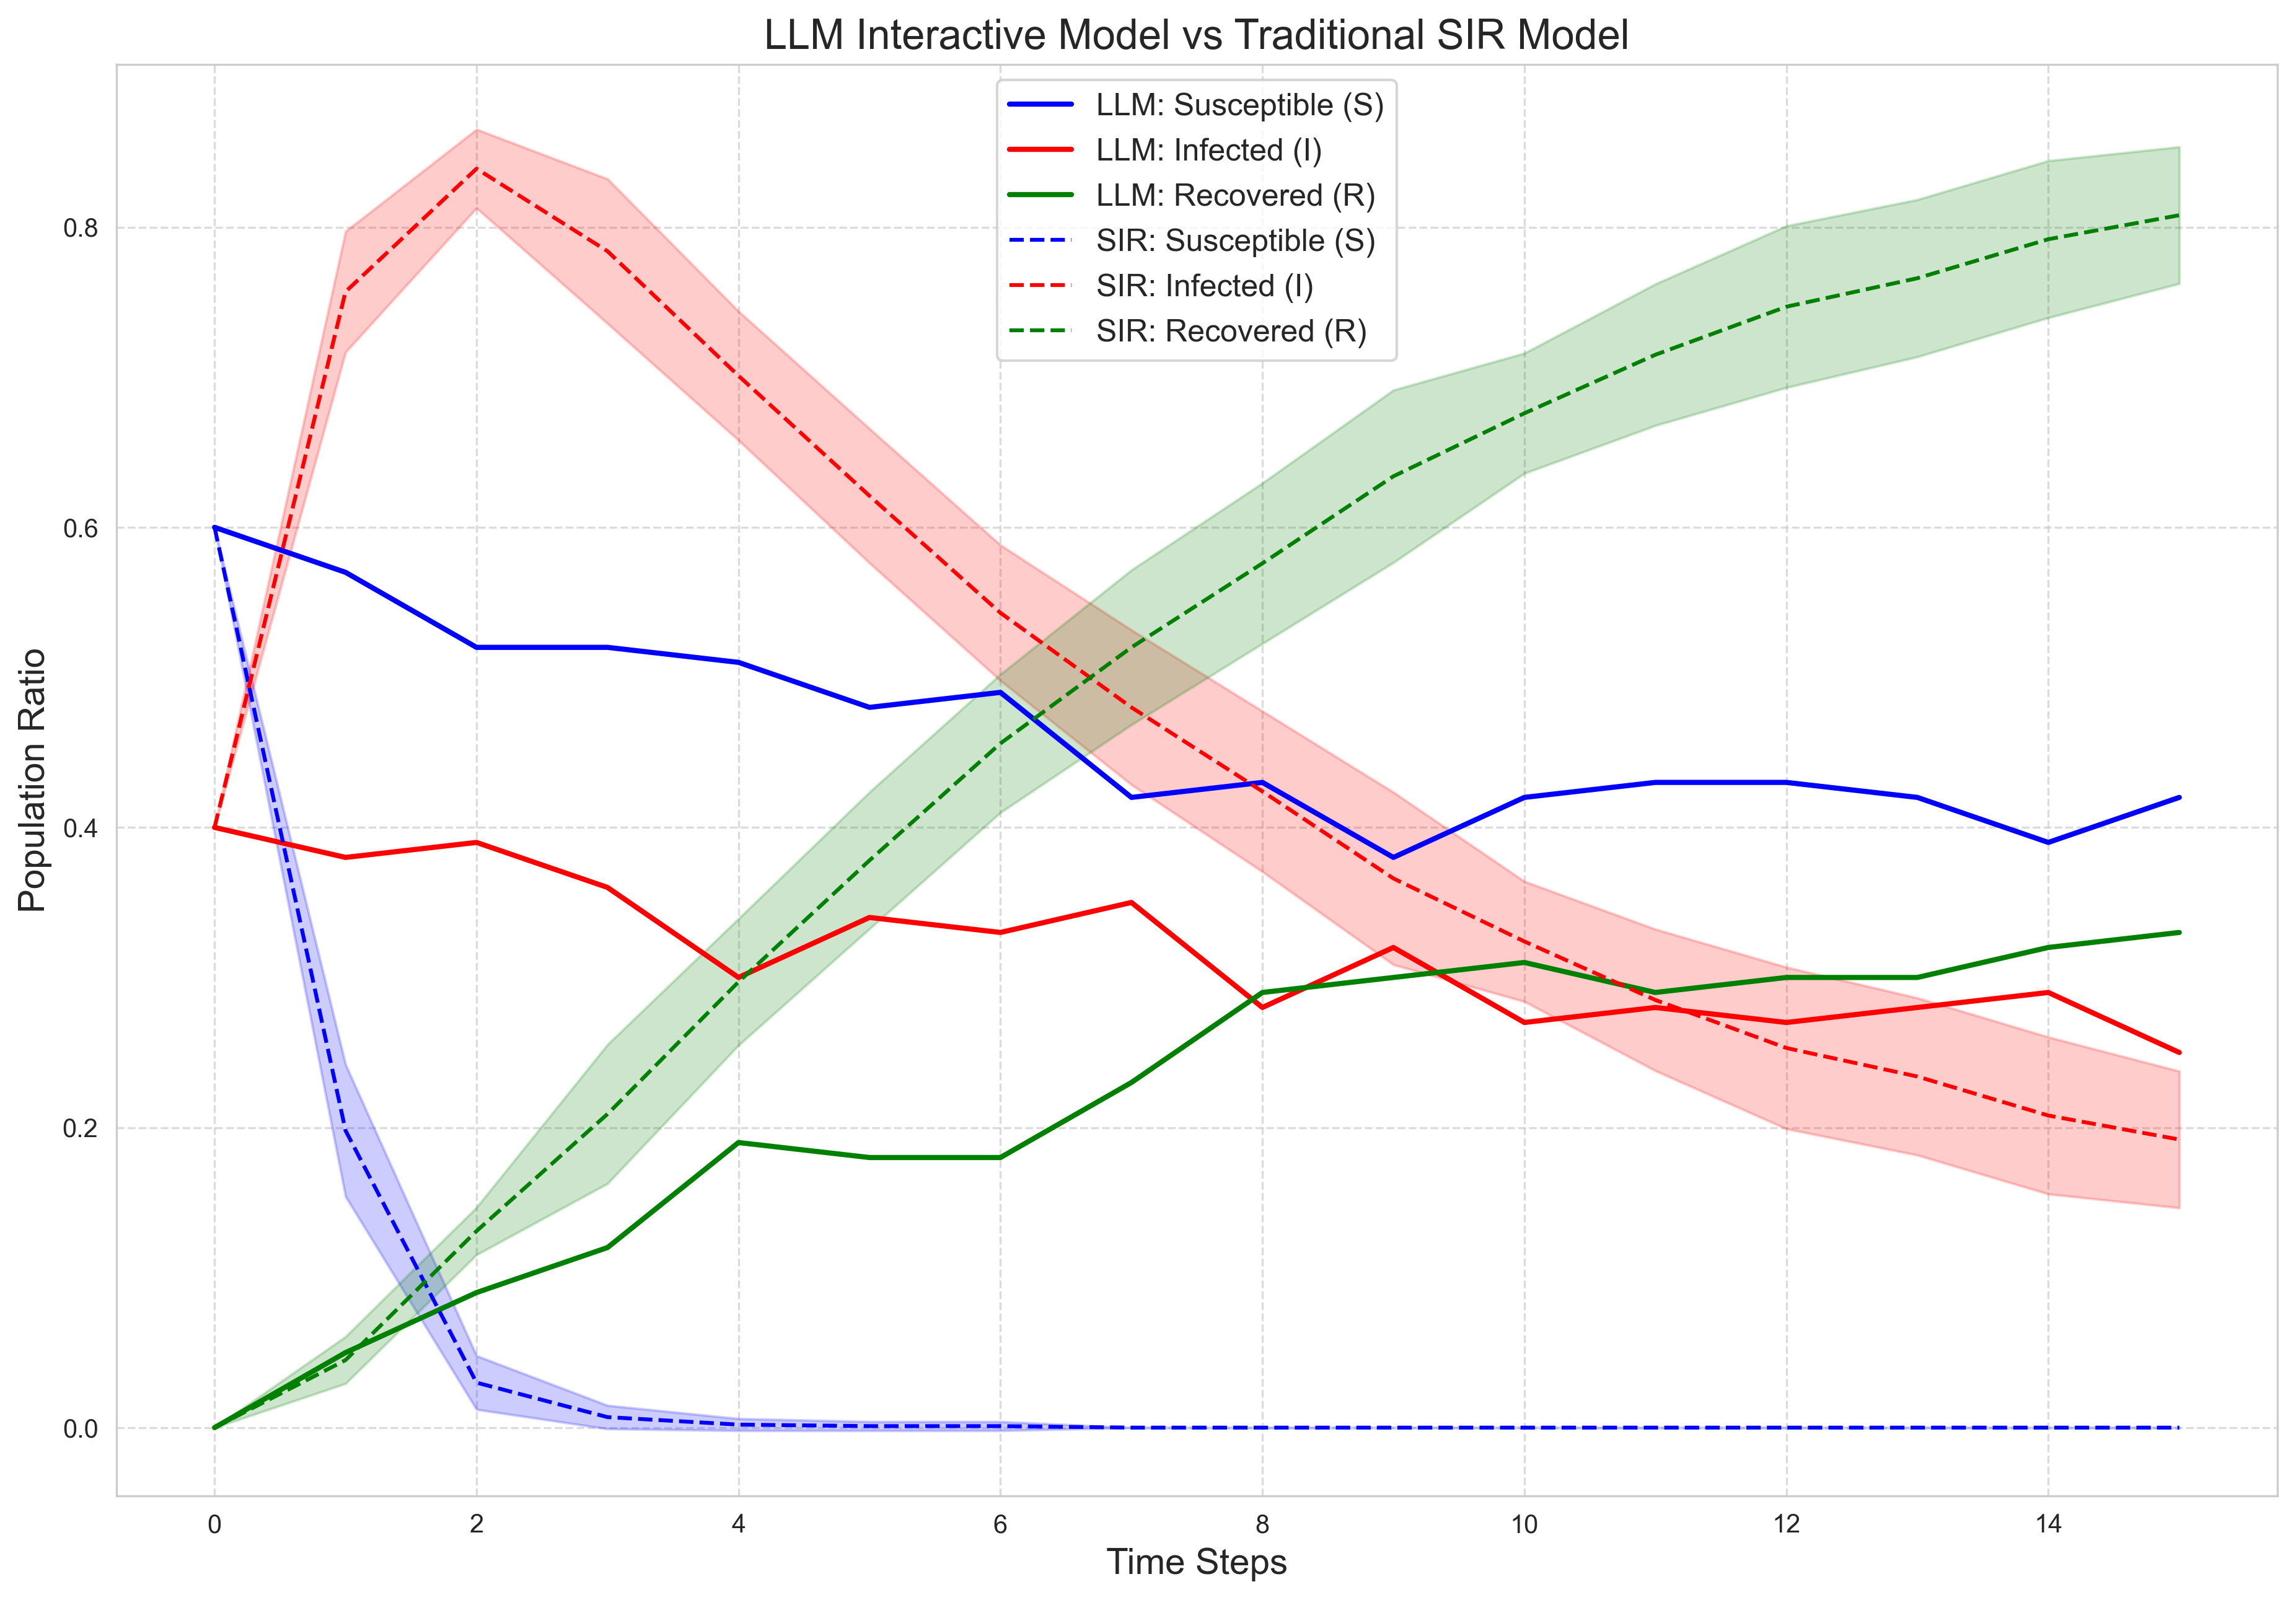 LLM Interactive Model vs Traditional SIR Model
LLM: Susceptible (S)
LLM: Infected (I)
LLM: Recovered (R)
SIR: Susceptible (S)
SIR: Infected (I)
SIR: Recovered (R)
Population Ratio
0.8
0.6
0.4
0.2
0.0
0 2 4 6 8 10 12 14
Time Steps